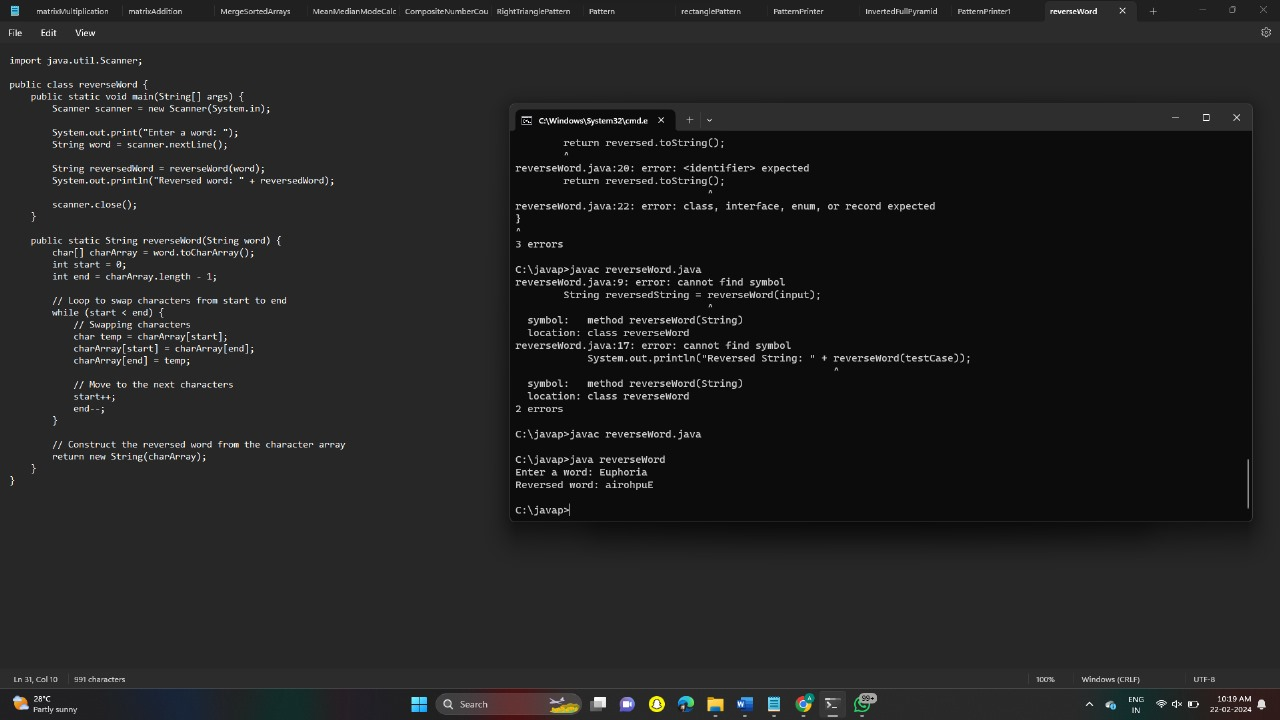 matrixMultiplication matrixAddition MergeSortedArrays MeanMedianModeCalc CompositeNumberCou RightTrianglePattern Pattern rectanglePattern PatternPrinter InvertedFullPyramid PatternPrinter1 reverseWord
File Edit View
import java.util.Scanner;
public class reverseWord {
public static void main(String[] args) {
Scanner scanner = new Scanner(System.in);
System.out.print("Enter a word: ");
String word = scanner.nextLine();
String reversedWord = reverseWord(word);
System.out.println("Reversed word: " + reversedWord);
scanner.close();
}
public static String reverseWord(String word) {
char[] charArray = word.toCharArray();
int start = 0;
int end = charArray.length - 1;
// Loop to swap characters from start to end
while (start < end) {
// Swapping characters
char temp = charArray[start];
charArray[start] = charArray[end];
charArray[end] = temp;
// Move to the next characters
start++;
end--;
}
// Construct the reversed word from the character array
return new String(charArray);
}
}
C:\Windows\System32\cmd.e
return reversed.toString();
^
reverseWord.java:20: error: <identifier> expected
return reversed.toString();
^
reverseWord.java:22: error: class, interface, enum, or record expected
}
^
3 errors
C:\javap>javac reverseWord.java
reverseWord.java:9: error: cannot find symbol
String reversedString = reverseWord(input);
^
symbol:   method reverseWord(String)
location: class reverseWord
reverseWord.java:17: error: cannot find symbol
System.out.println("Reversed String: " + reverseWord(testCase));
^
symbol:   method reverseWord(String)
location: class reverseWord
2 errors
C:\javap>javac reverseWord.java
C:\javap>java reverseWord
Enter a word: Euphoria
Reversed word: airohpuE
C:\javap>
Ln 31, Col 10 991 characters 100% Windows (CRLF) UTF-8
28°C
Partly sunny
Search
99+
ENG
IN
10:19 AM
22-02-2024